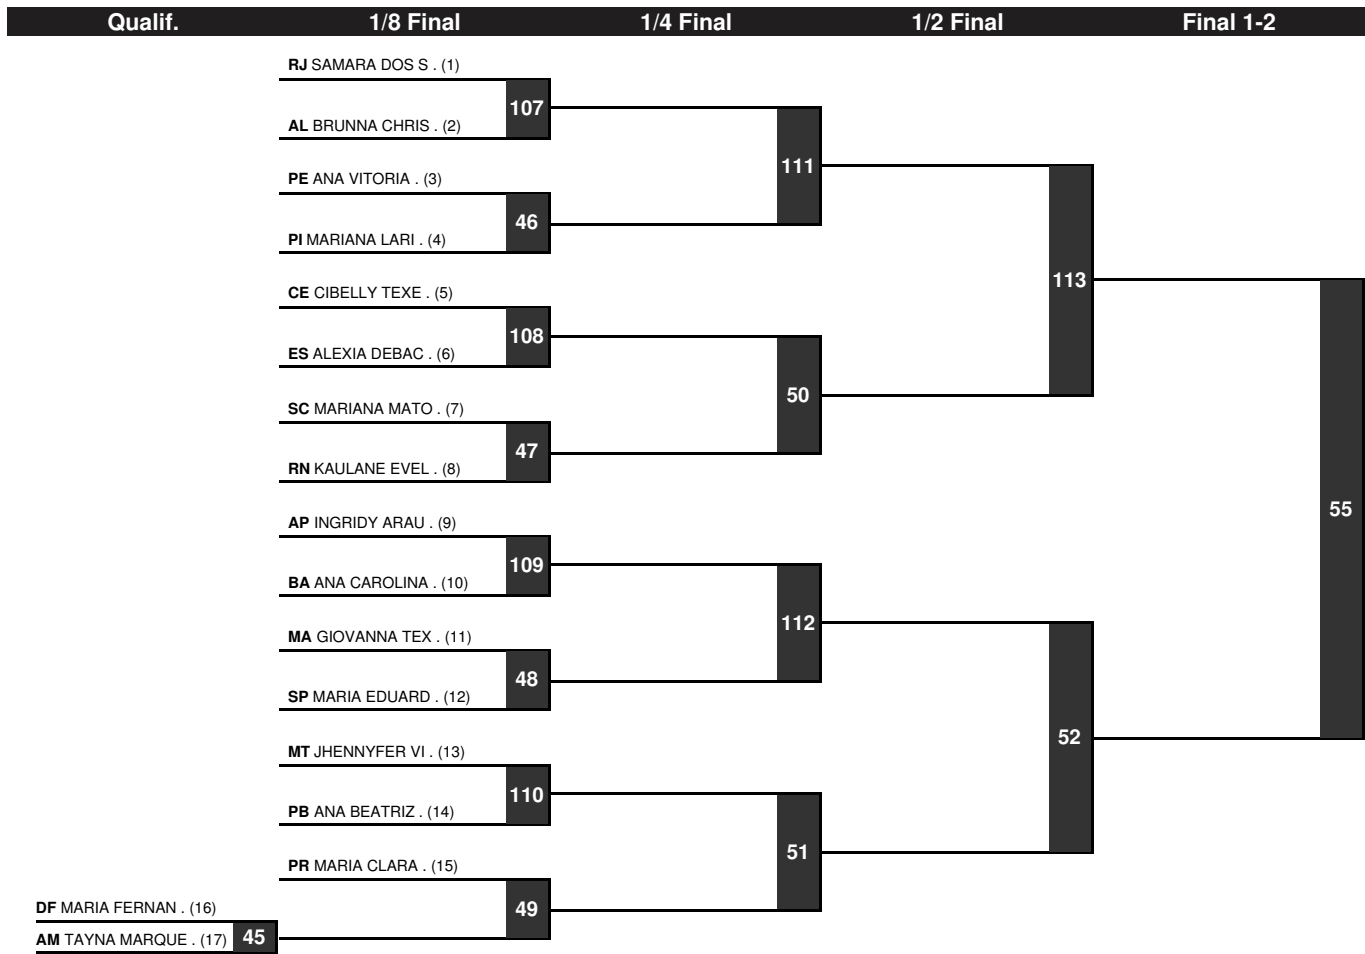 Qualif. 1/8 Final 1/4 Final 1/2 Final Final 1-2
RJ SAMARA DOS S . (1)
107
AL BRUNNA CHRIS . (2)
111
PE ANA VITORIA . (3)
46
PI MARIANA LARI . (4)
113
CE CIBELLY TEXE . (5)
108
ES ALEXIA DEBAC . (6)
50
SC MARIANA MATO . (7)
47
RN KAULANE EVEL . (8)
55
AP INGRIDY ARAU . (9)
109
BA ANA CAROLINA . (10)
112
MA GIOVANNA TEX . (11)
48
SP MARIA EDUARD . (12)
52
MT JHENNYFER VI . (13)
110
PB ANA BEATRIZ . (14)
51
PR MARIA CLARA . (15)
49
DF MARIA FERNAN . (16)
AM TAYNA MARQUE . (17) 45